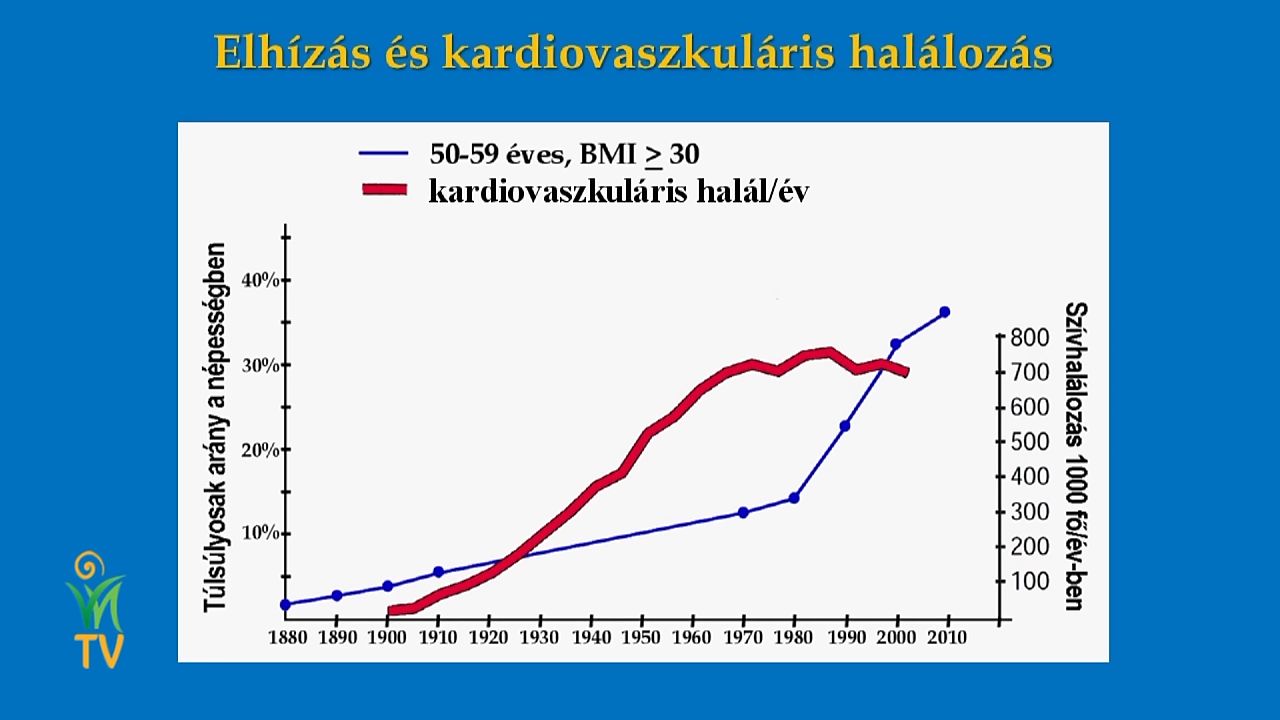 Elhízás és kardiovaszkuláris halálozás
50-59 éves, BMI ≥ 30
kardiovaszkuláris halál/év
Túlsúlyosak arány a népességben
40%
30%
20%
10%
800
700
600
500
400
300
200
100
Szívhalálozás 1000 fő/év-ben
1880 1890 1900 1910 1920 1930 1940 1950 1960 1970 1980 1990 2000 2010
TV